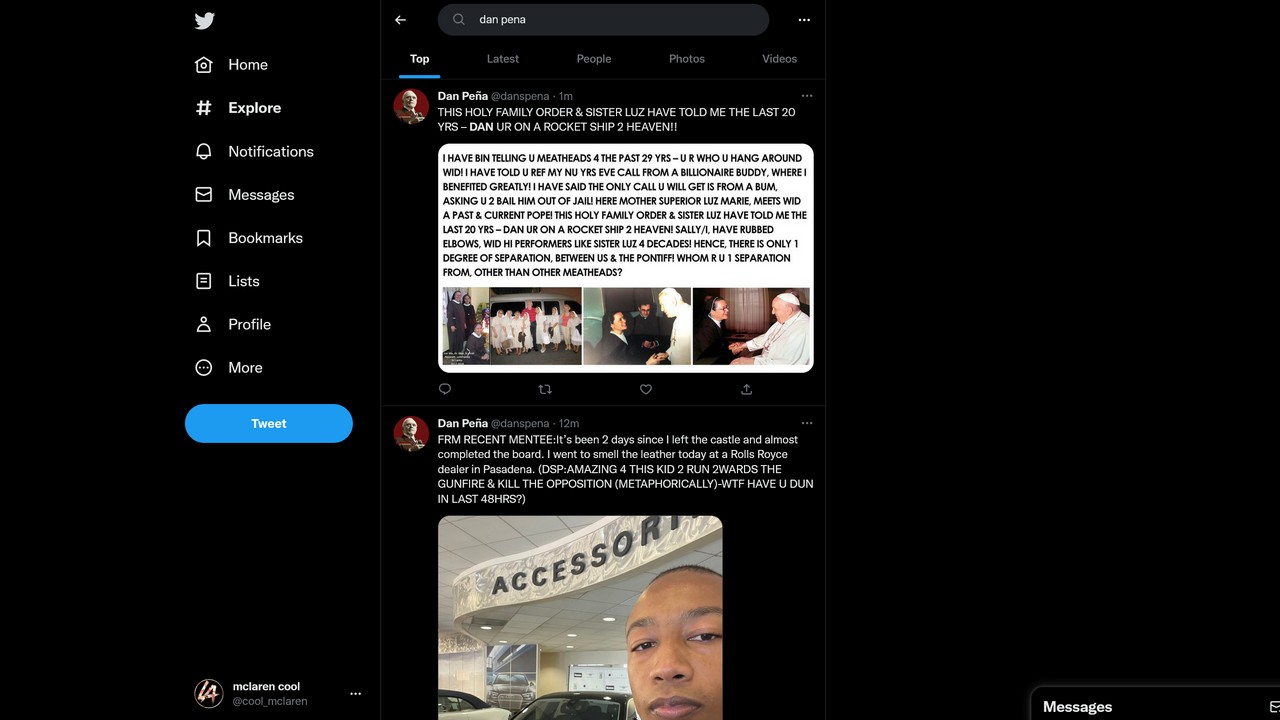 dan pena
Home
Explore
Notifications
Messages
Bookmarks
Lists
Profile
More
Tweet
mclaren cool
@cool_mclaren
Top
Latest
People
Photos
Videos
Dan Peña @danspena · 1m
THIS HOLY FAMILY ORDER & SISTER LUZ HAVE TOLD ME THE LAST 20
YRS – DAN UR ON A ROCKET SHIP 2 HEAVEN!!
I HAVE BIN TELLING U MEATHEADS 4 THE PAST 29 YRS – U R WHO U HANG AROUND
WID! I HAVE TOLD U REF MY NU YRS EVE CALL FROM A BILLIONAIRE BUDDY, WHERE I
BENEFITED GREATLY! I HAVE SAID THE ONLY CALL U WILL GET IS FROM A BUM,
ASKING U 2 BAIL HIM OUT OF JAIL! HERE MOTHER SUPERIOR LUZ MARIE, MEETS WID
A PAST & CURRENT POPE! THIS HOLY FAMILY ORDER & SISTER LUZ HAVE TOLD ME THE
LAST 20 YRS – DAN UR ON A ROCKET SHIP 2 HEAVEN! SALLY/I, HAVE RUBBED
ELBOWS, WID HI PERFORMERS LIKE SISTER LUZ 4 DECADES! HENCE, THERE IS ONLY 1
DEGREE OF SEPARATION, BETWEEN US & THE PONTIFF! WHOM R U 1 SEPARATION
FROM, OTHER THAN OTHER MEATHEADS?
Dan Peña @danspena · 12m
FRM RECENT MENTEE:It's been 2 days since I left the castle and almost
completed the board. I went to smell the leather today at a Rolls Royce
dealer in Pasadena. (DSP:AMAZING 4 THIS KID 2 RUN 2WARDS THE
GUNFIRE & KILL THE OPPOSITION (METAPHORICALLY)-WTF HAVE U DUN
IN LAST 48HRS?)
ACCESSORI
Messages